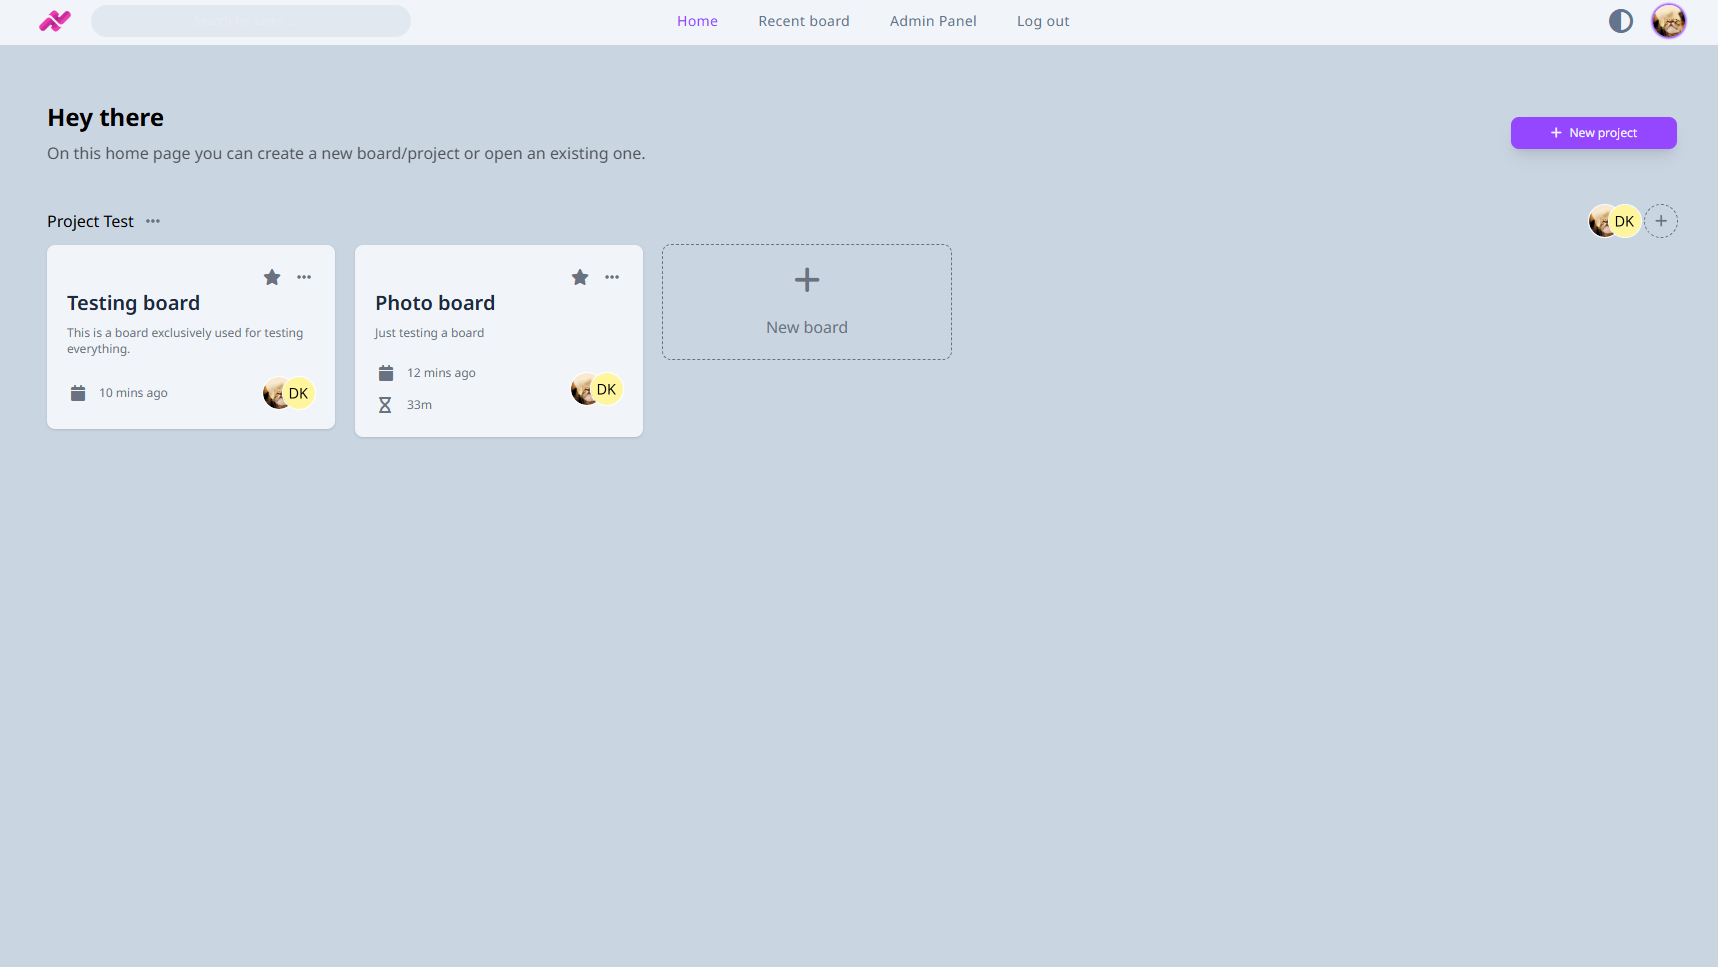 Home
Recent board
Admin Panel
Log out
Hey there
On this home page you can create a new board/project or open an existing one.
+ New project
Project Test
DK
Testing board
This is a board exclusively used for testing
everything.
10 mins ago
DK
Photo board
Just testing a board
12 mins ago
33m
DK
New board